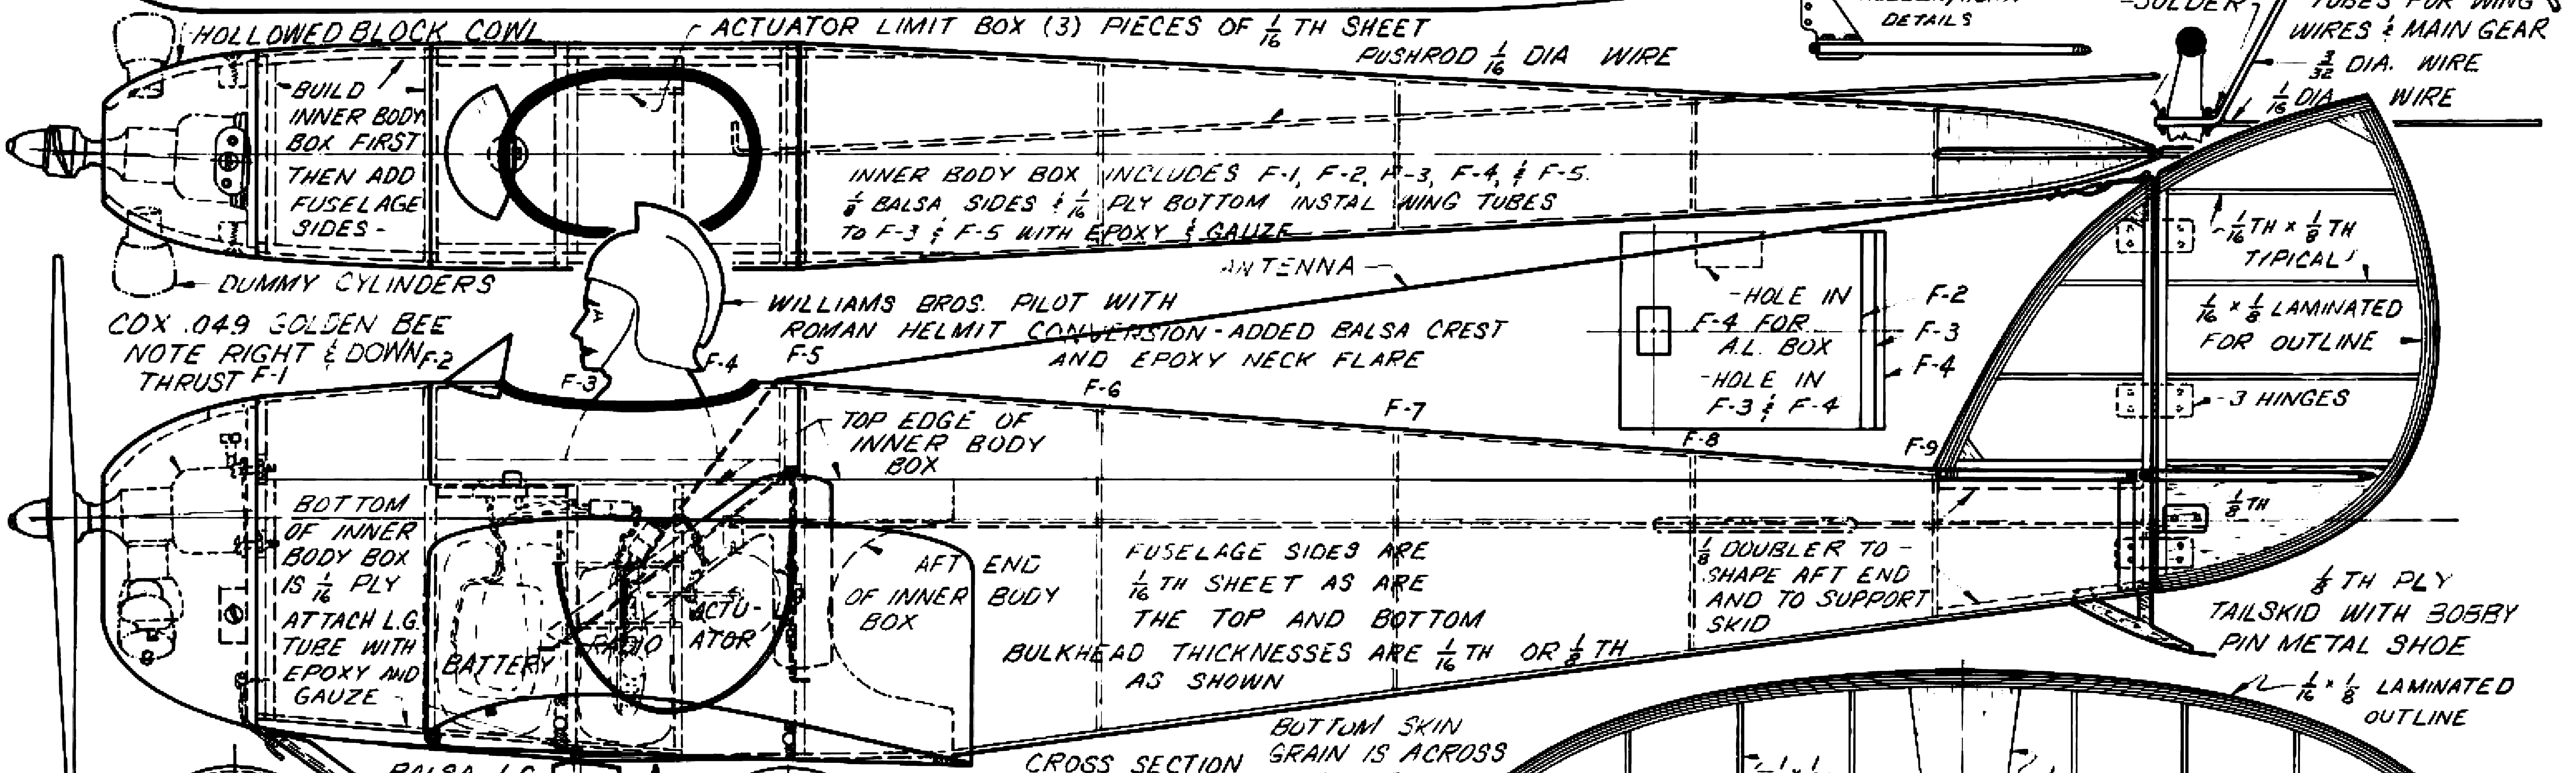 HOLLOWED BLOCK COWL
ACTUATOR LIMIT BOX (3) PIECES OF 1/16 TH SHEET
PUSHROD 1/16 DIA WIRE
DETAILS
-SOLDER
TUBES FOR WING
WIRES & MAIN GEAR
3/32 DIA. WIRE
1/16 DIA WIRE
BUILD
INNER BODY
BOX FIRST
THEN ADD
FUSELAGE
SIDES-
INNER BODY BOX INCLUDES F-1, F-2, F-3, F-4, & F-5.
1/8 BALSA SIDES & 1/16 PLY BOTTOM INSTAL WING TUBES
TO F-3 & F-5 WITH EPOXY & GAUZE
DUMMY CYLINDERS
ANTENNA
COX .049 GOLDEN BEE
NOTE RIGHT & DOWN
THRUST
WILLIAMS BROS. PILOT WITH
ROMAN HELMIT CONVERSION-ADDED BALSA CREST
AND EPOXY NECK FLARE
-HOLE IN
F-4 FOR
A.L. BOX
-HOLE IN
F-3 & F-4
F-2
F-3
F-4
1/16 TH x 1/8 TH
TIPICAL
1/16 x 1/8 LAMINATED
FOR OUTLINE
-3 HINGES
1/8 TH
F-1
F-2
F-3
F-4
F-5
F-6
F-7
F-8
F-9
TOP EDGE OF
INNER BODY
BOX
BOTTOM
OF INNER
BODY BOX
IS 1/16 PLY
ATTACH L.G.
TUBE WITH
EPOXY AND
GAUZE
BATTERY
RADIO
ACTU-
ATOR
AFT END
OF INNER BODY
BOX
FUSELAGE SIDES ARE
1/16 TH SHEET AS ARE
THE TOP AND BOTTOM
BULKHEAD THICKNESSES ARE 1/16 TH OR 1/8 TH
AS SHOWN
1/8 DOUBLER TO-
SHAPE AFT END
AND TO SUPPORT
SKID
1/8 TH PLY
TAILSKID WITH BOBBY
PIN METAL SHOE
1/16 x 1/8 LAMINATED
OUTLINE
BOTTOM SKIN
GRAIN IS ACROSS
CROSS SECTION
BALSA L.G.